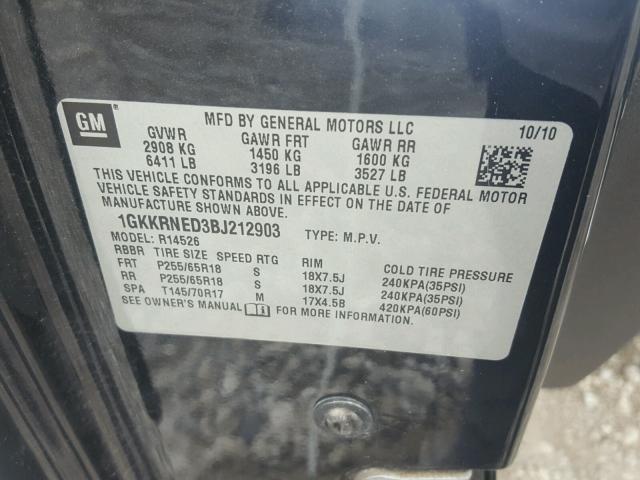 GM
MFD BY GENERAL MOTORS LLC 10/10
GVWR GAWR FRT GAWR RR
2908 KG 1450 KG 1600 KG
6411 LB 3196 LB 3527 LB
THIS VEHICLE CONFORMS TO ALL APPLICABLE U.S. FEDERAL MOTOR
VEHICLE SAFETY STANDARDS IN EFFECT ON THE DATE OF
MANUFACTURE SHOWN ABOVE.
1GKKRNED3BJ212903 TYPE: M.P.V.
MODEL: R14526
RBBR TIRE SIZE SPEED RTG RIM COLD TIRE PRESSURE
FRT P255/65R18 S 18X7.5J 240KPA(35PSI)
RR P255/65R18 S 18X7.5J 240KPA(35PSI)
SPA T145/70R17 M 17X4.5B 420KPA(60PSI)
SEE OWNER'S MANUAL FOR MORE INFORMATION.